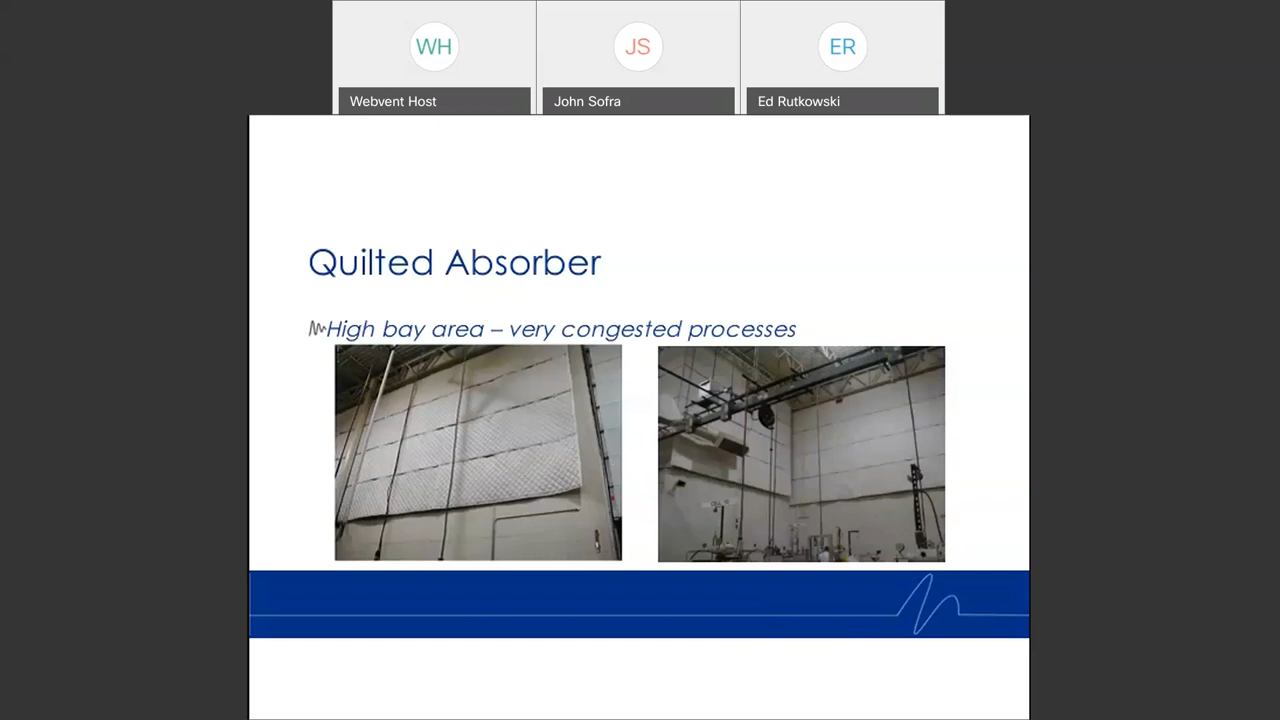 WH
JS
ER
Webvent Host
John Sofra
Ed Rutkowski
Quilted Absorber
High bay area – very congested processes